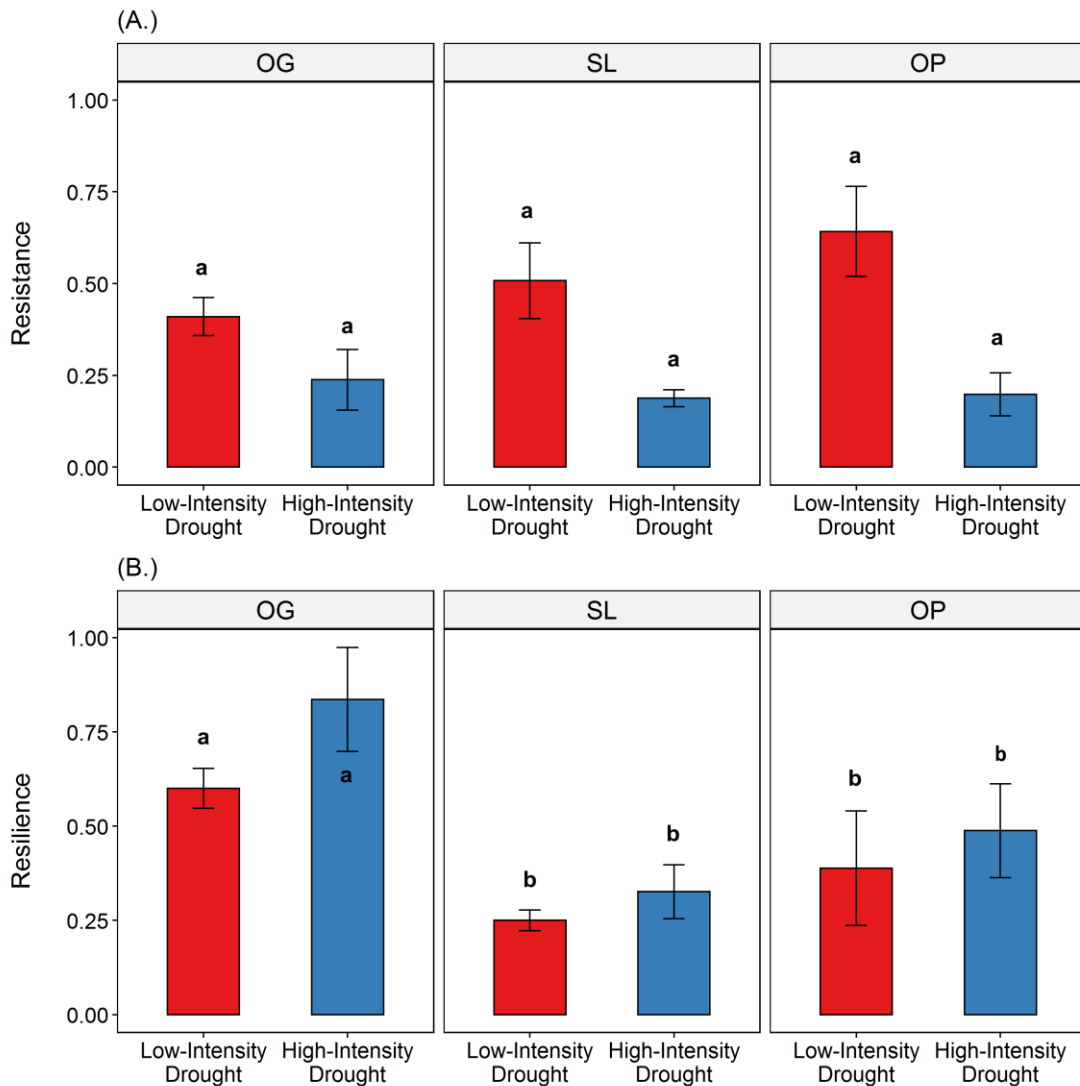 (A.)
OG SL OP
Resistance
1.00
0.75
0.50
0.25
0.00
a a a a a a
Low-Intensity Drought High-Intensity Drought Low-Intensity Drought High-Intensity Drought Low-Intensity Drought High-Intensity Drought
(B.)
OG SL OP
Resilience
1.00
0.75
0.50
0.25
0.00
a a b b b b
Low-Intensity Drought High-Intensity Drought Low-Intensity Drought High-Intensity Drought Low-Intensity Drought High-Intensity Drought